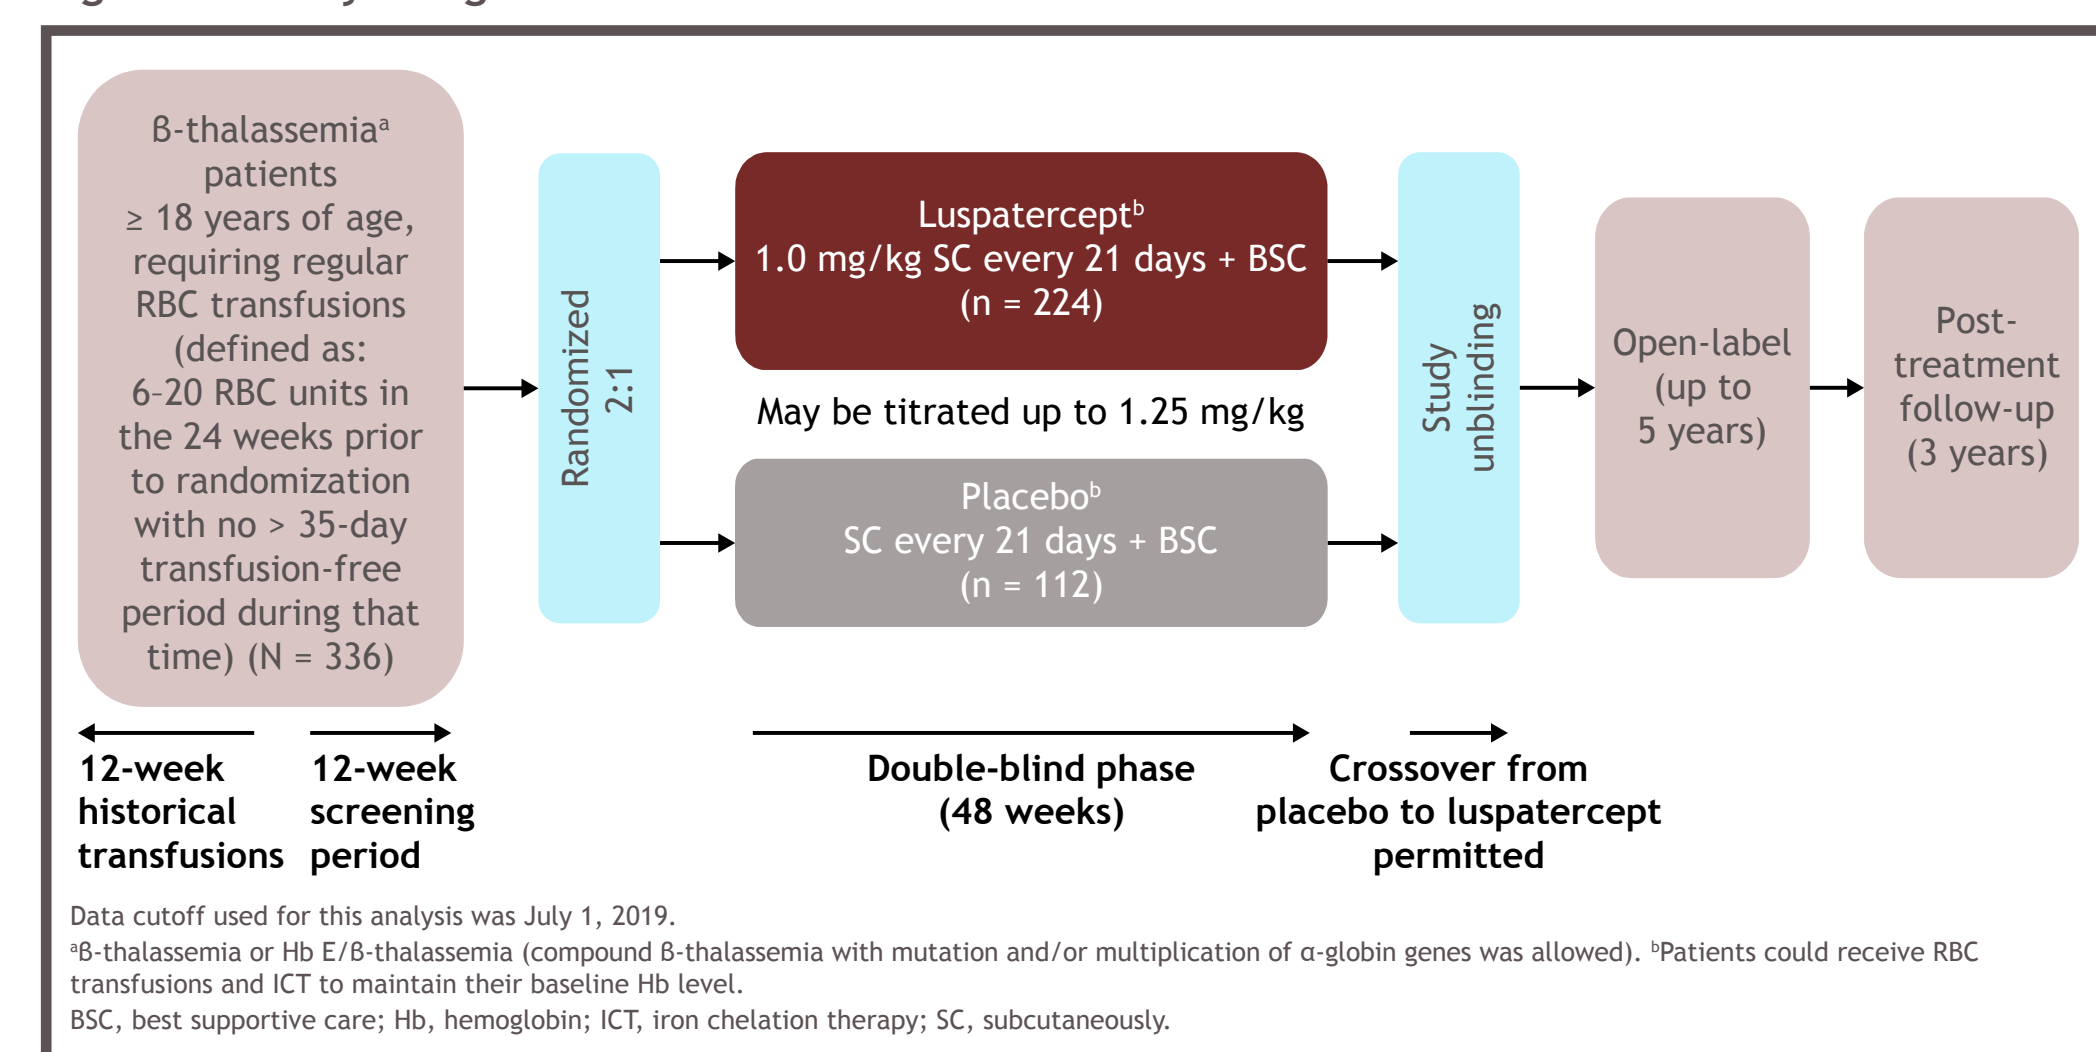 ß-thalassemiaᵃ
patients
≥ 18 years of age,
requiring regular
RBC transfusions
(defined as:
6–20 RBC units in
the 24 weeks prior
to randomization
with no > 35-day
transfusion-free
period during that
time) (N = 336)
Randomized
2:1
Luspaterceptᵇ
1.0 mg/kg SC every 21 days + BSC
(n = 224)
May be titrated up to 1.25 mg/kg
Placeboᵇ
SC every 21 days + BSC
(n = 112)
Study
unblinding
Open-label
(up to
5 years)
Post-
treatment
follow-up
(3 years)
12-week
historical
transfusions
12-week
screening
period
Double-blind phase
(48 weeks)
Crossover from
placebo to luspatercept
permitted
Data cutoff used for this analysis was July 1, 2019.
ᵃß-thalassemia or Hb E/ß-thalassemia (compound ß-thalassemia with mutation and/or multiplication of α-globin genes was allowed). ᵇPatients could receive RBC
transfusions and ICT to maintain their baseline Hb level.
BSC, best supportive care; Hb, hemoglobin; ICT, iron chelation therapy; SC, subcutaneously.